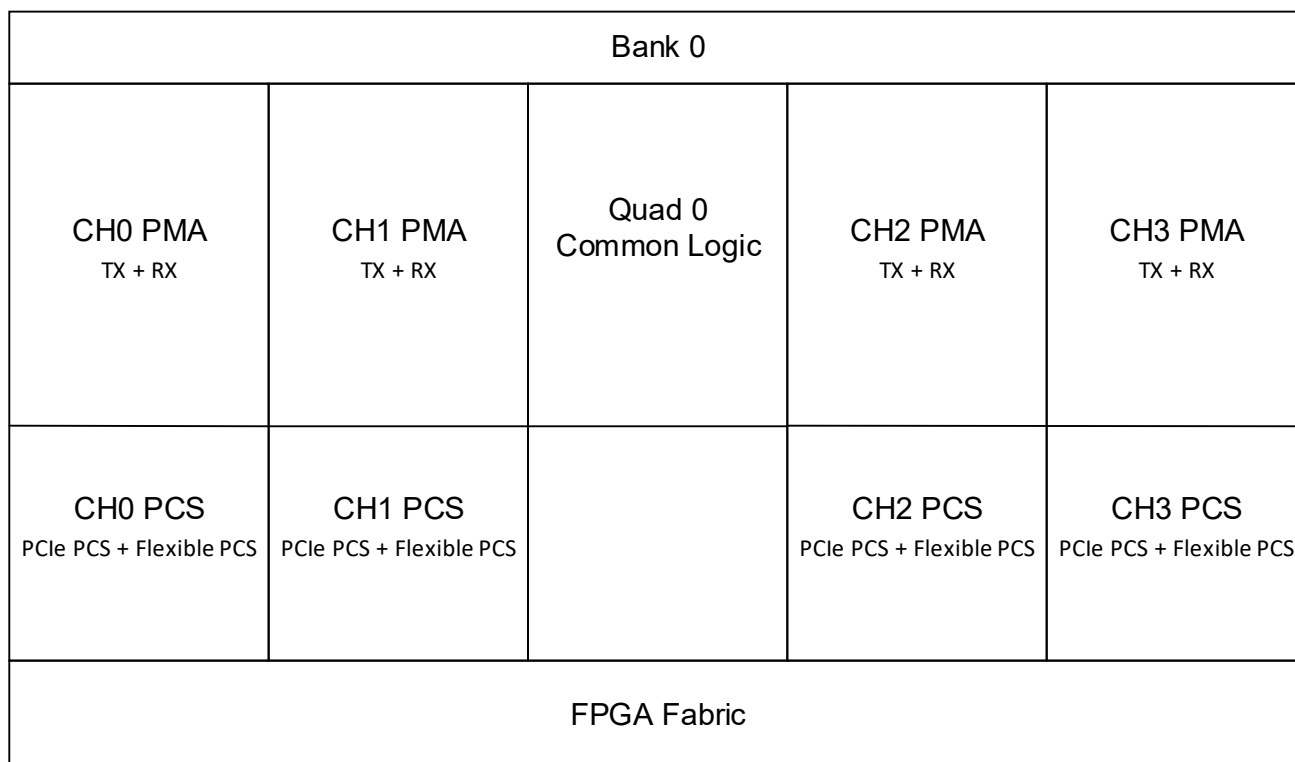 Bank 0
CH0 PMA
TX + RX
CH1 PMA
TX + RX
Quad 0
Common Logic
CH2 PMA
TX + RX
CH3 PMA
TX + RX
CH0 PCS
PCIe PCS + Flexible PCS
CH1 PCS
PCIe PCS + Flexible PCS
CH2 PCS
PCIe PCS + Flexible PCS
CH3 PCS
PCIe PCS + Flexible PCS
FPGA Fabric